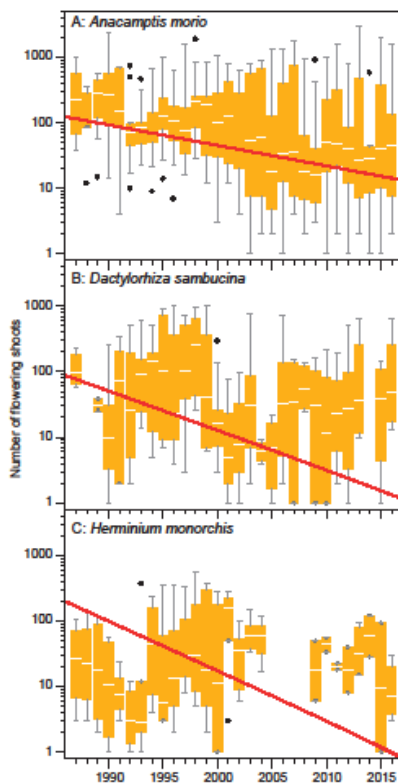 A: Anacamptis morio
1000
100
10
1
B: Dactylorhiza sambucina
1000
100
10
1
Number of flowering shoots
C: Herminium monorchis
1000
100
10
1
1990 1995 2000 2005 2010 2015